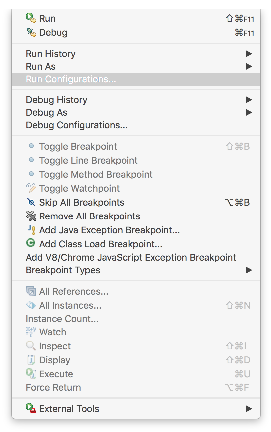 Run ⇧⌘F11
Debug ⌘F11
Run History
Run As
Run Configurations...
Debug History
Debug As
Debug Configurations...
Toggle Breakpoint ⇧⌘B
Toggle Line Breakpoint
Toggle Method Breakpoint
Toggle Watchpoint
Skip All Breakpoints ⌥⌘B
Remove All Breakpoints
Add Java Exception Breakpoint...
Add Class Load Breakpoint...
Add V8/Chrome JavaScript Exception Breakpoint
Breakpoint Types
All References...
All Instances... ⇧⌘N
Instance Count...
Watch
Inspect ⇧⌘I
Display ⇧⌘D
Execute ⌘U
Force Return ⌥⌘F
External Tools